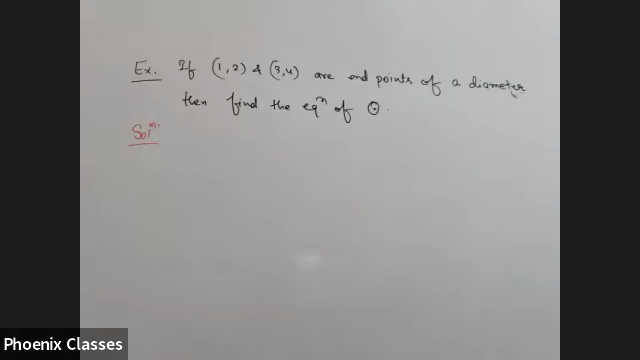 Ex. If (1,2) & (3,4) are end points of a diameter
then find the eqⁿ of ⊙.
Solⁿ.
Phoenix Classes